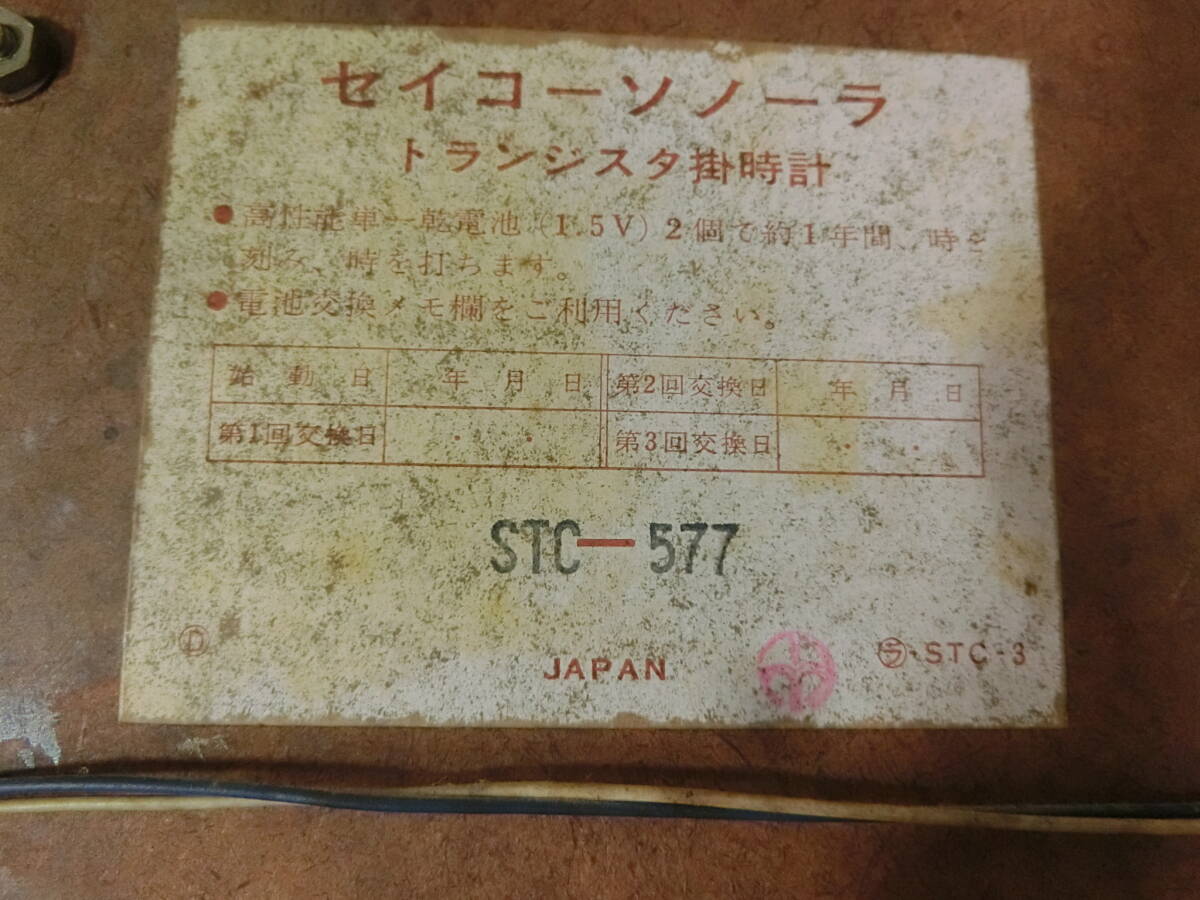 セイコーソノーラ
トランジスタ掛時計
●高性能単一乾電池(1.5V)2個で約1年間、時を
刻み、時を打ちます。
●電池交換メモ欄をご利用ください。
始動日 年 月 日 第2回交換日 年 月 日
第1回交換日 ・ ・ 第3回交換日 ・ ・
STC-577
Ⓓ
JAPAN
㋶・STC-3